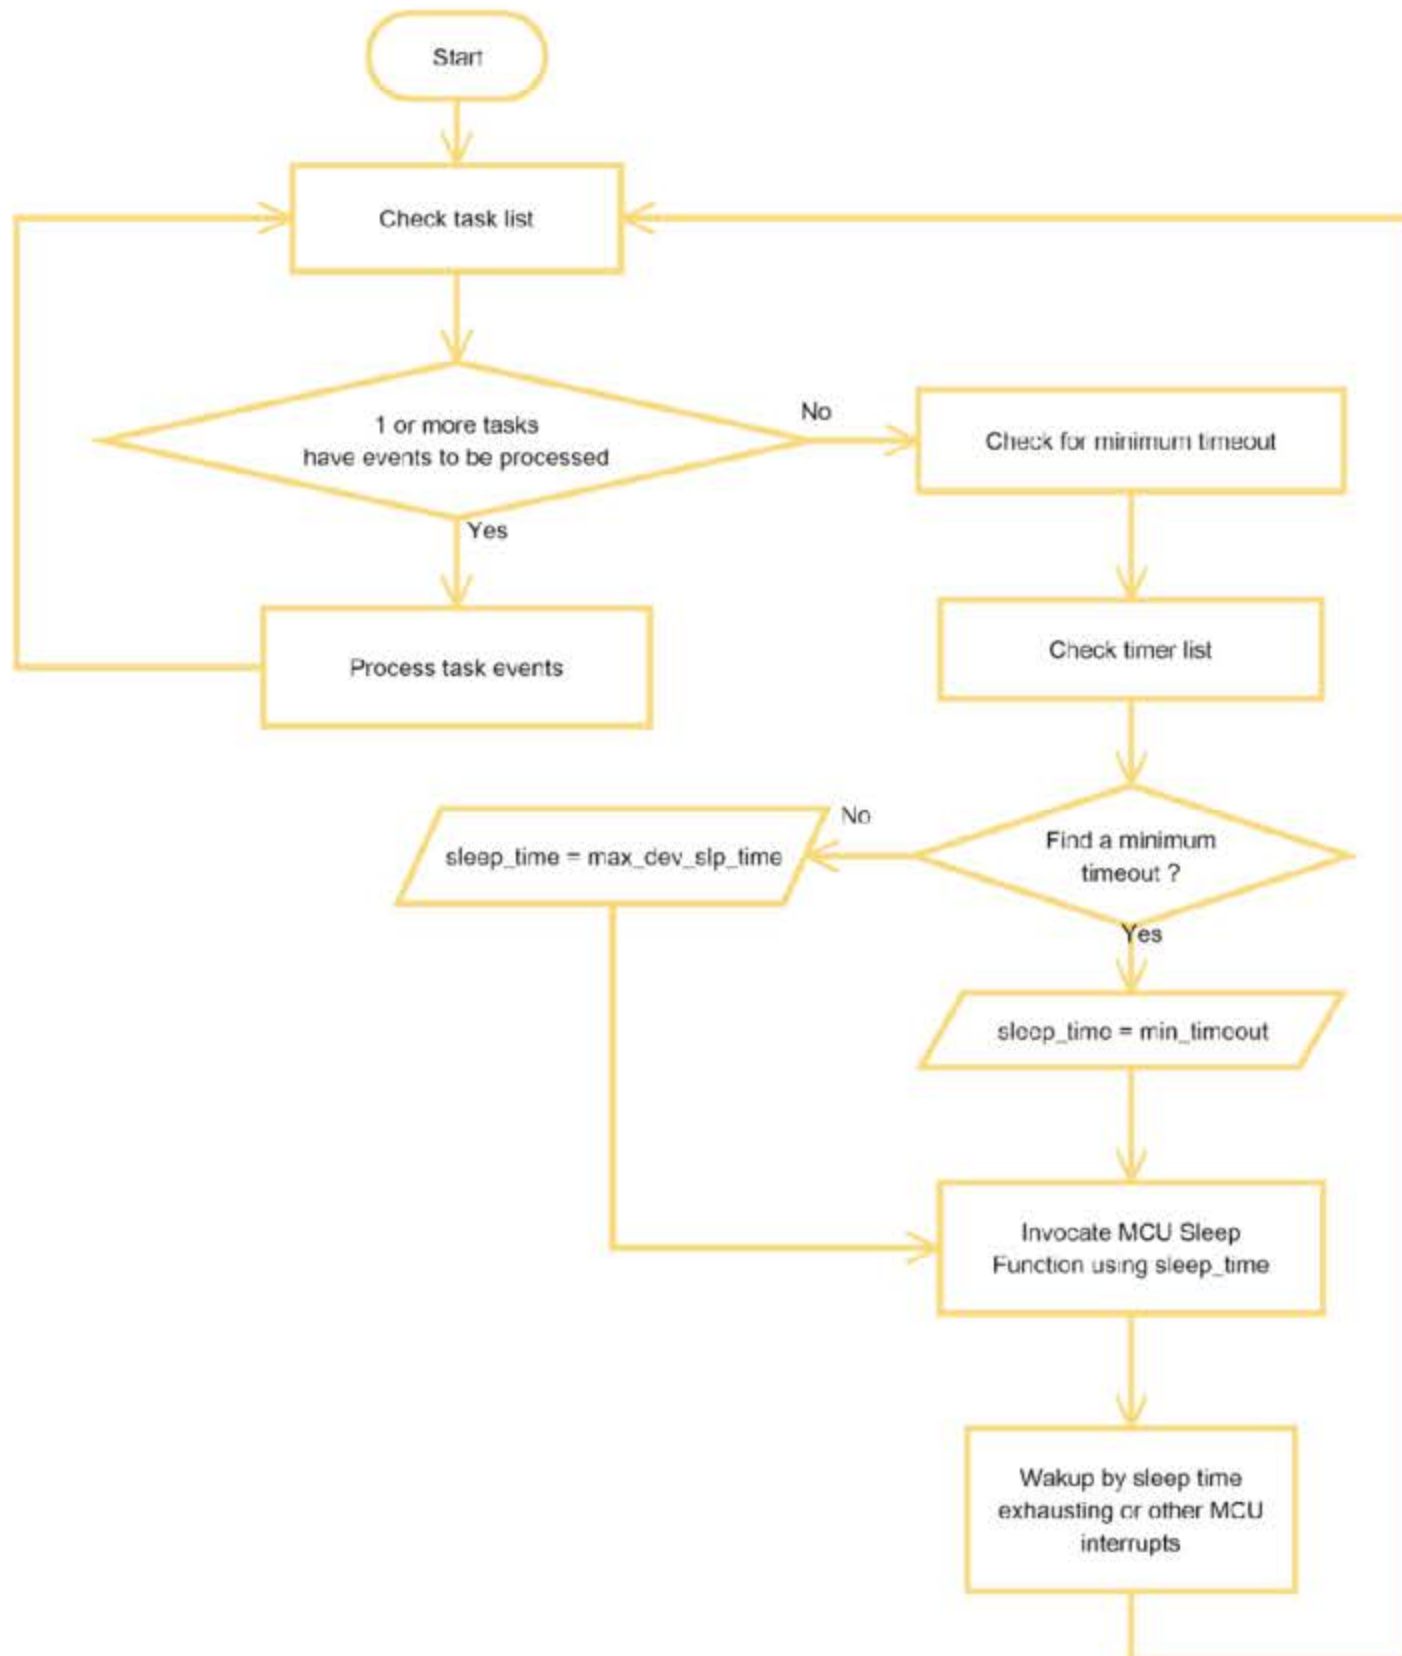 Start
Check task list
1 or more tasks
have events to be processed
No
Check for minimum timeout
Yes
Process task events
Check timer list
Find a minimum
timeout ?
No
sleep_time = max_dev_slp_time
Yes
sleep_time = min_timeout
Invocate MCU Sleep
Function using sleep_time
Wakup by sleep time
exhausting or other MCU
interrupts